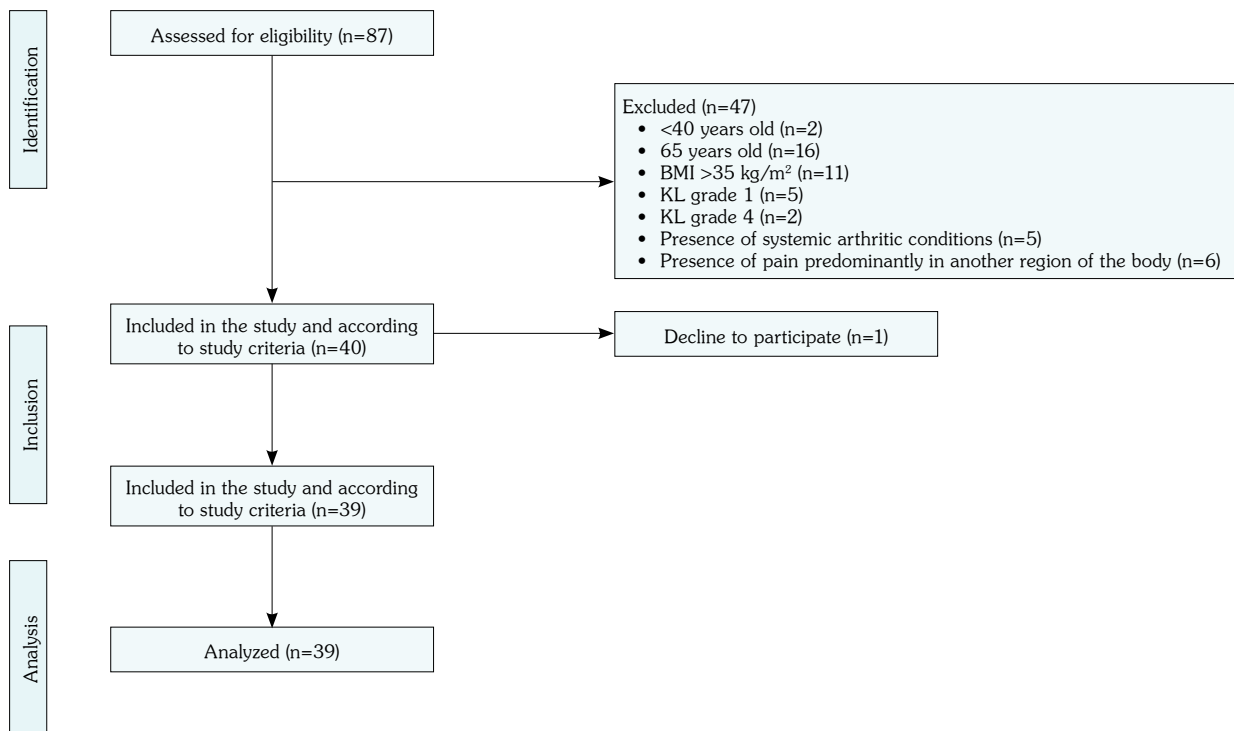 Identification
Assessed for eligibility (n=87)
Excluded (n=47)
• <40 years old (n=2)
• 65 years old (n=16)
• BMI >35 kg/m² (n=11)
• KL grade 1 (n=5)
• KL grade 4 (n=2)
• Presence of systemic arthritic conditions (n=5)
• Presence of pain predominantly in another region of the body (n=6)
Inclusion
Included in the study and according
to study criteria (n=40)
Decline to participate (n=1)
Included in the study and according
to study criteria (n=39)
Analysis
Analyzed (n=39)